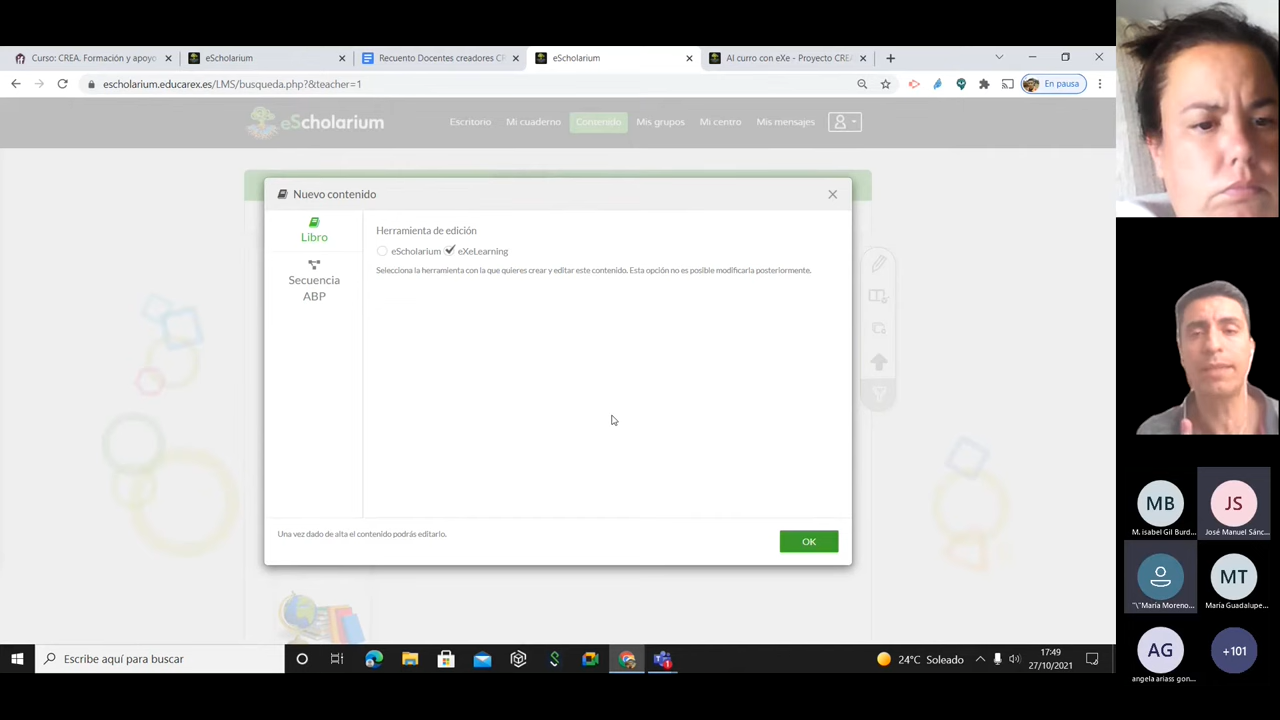 Curso: CREA. Formación y apoyo
eScholarium
Recuento Docentes creadores C
eScholarium
Al curro con eXe - Proyecto CREA
escholarium.educarex.es/LMS/busqueda.php?&teacher=1
En pausa
eScholarium
Escritorio
Mi cuaderno
Contenido
Mis grupos
Mi centro
Mis mensajes
Nuevo contenido
Libro
Secuencia
ABP
Herramienta de edición
eScholarium
eXeLearning
Selecciona la herramienta con la que quieres crear y editar este contenido. Esta opción no es posible modificarla posteriormente.
Una vez dado de alta el contenido podrás editarlo.
OK
MB
M. isabel Gil Burd...
JS
José Manuel Sánc...
"\"María Moreno...
MT
María Guadalupe...
AG
angela ariass gon...
+101
Escribe aquí para buscar
24°C Soleado
17:49
27/10/2021